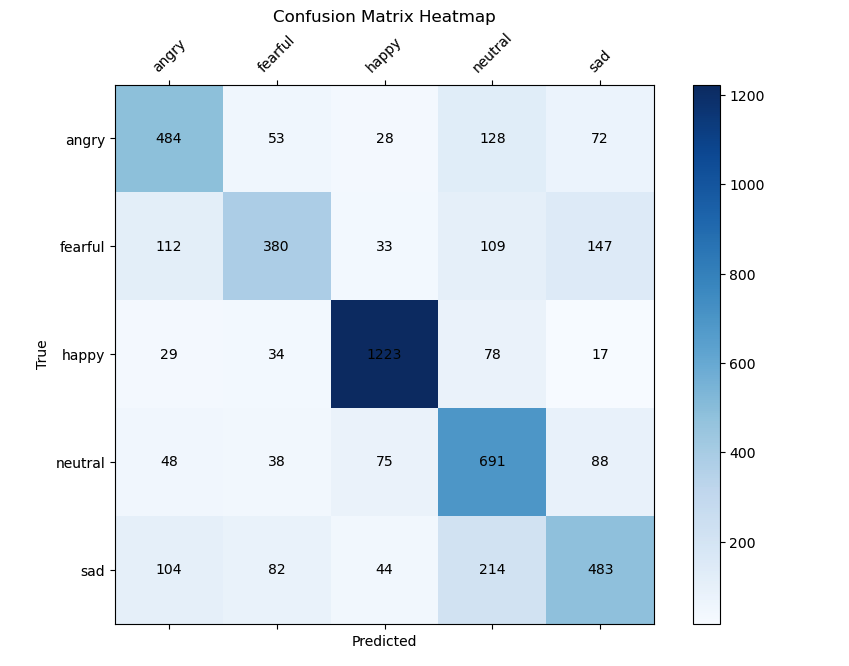 Confusion Matrix Heatmap
angry fearful happy neutral sad
angry 484 53 28 128 72
fearful 112 380 33 109 147
happy 29 34 1223 78 17
neutral 48 38 75 691 88
sad 104 82 44 214 483
True
Predicted
1200
1000
800
600
400
200